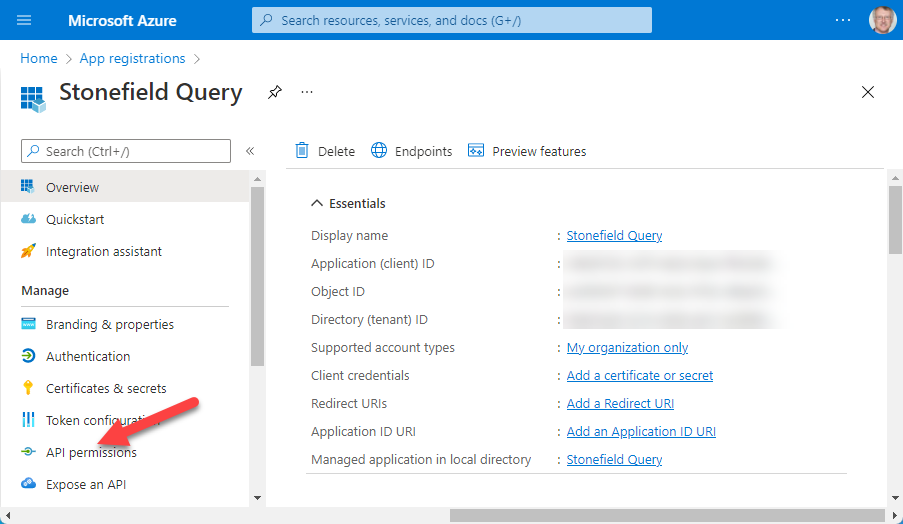 Microsoft Azure
Search resources, services, and docs (G+/)
Home
App registrations
Stonefield Query
Search (Ctrl+/)
Delete
Endpoints
Preview features
Overview
Quickstart
Integration assistant
Manage
Branding & properties
Authentication
Certificates & secrets
Token configuration
API permissions
Expose an API
Essentials
Display name : Stonefield Query
Application (client) ID :
Object ID :
Directory (tenant) ID :
Supported account types : My organization only
Client credentials : Add a certificate or secret
Redirect URIs : Add a Redirect URI
Application ID URI : Add an Application ID URI
Managed application in local directory : Stonefield Query